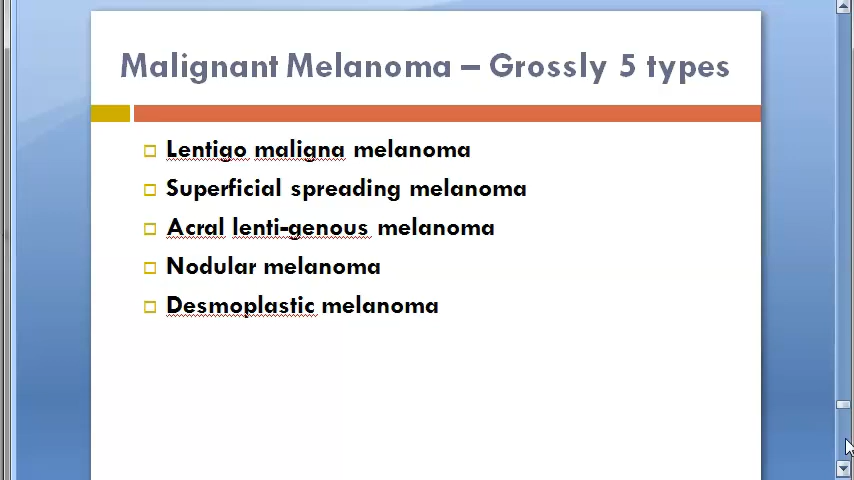 Malignant Melanoma – Grossly 5 types
Lentigo maligna melanoma
Superficial spreading melanoma
Acral lenti-genous melanoma
Nodular melanoma
Desmoplastic melanoma